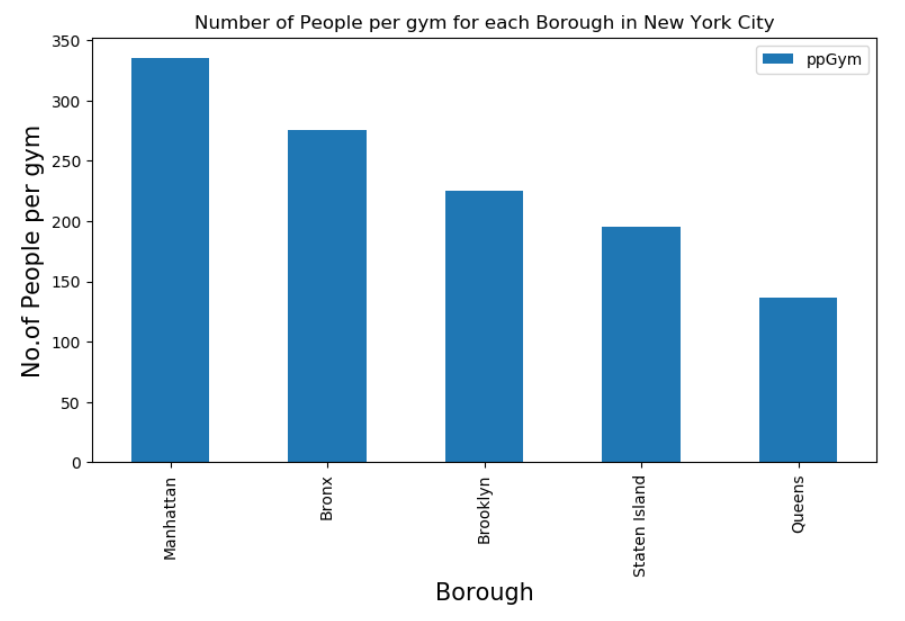 Number of People per gym for each Borough in New York City
ppGym
No.of People per gym
350
300
250
200
150
100
50
0
Manhattan
Bronx
Brooklyn
Staten Island
Queens
Borough